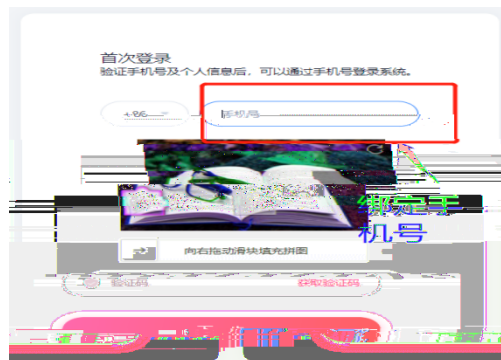 首次登录
验证手机号及个人信息后，可以通过手机号登录系统。
+86
手机号
绑定手
机号
向右拖动滑块填充拼图
验证码
获取验证码